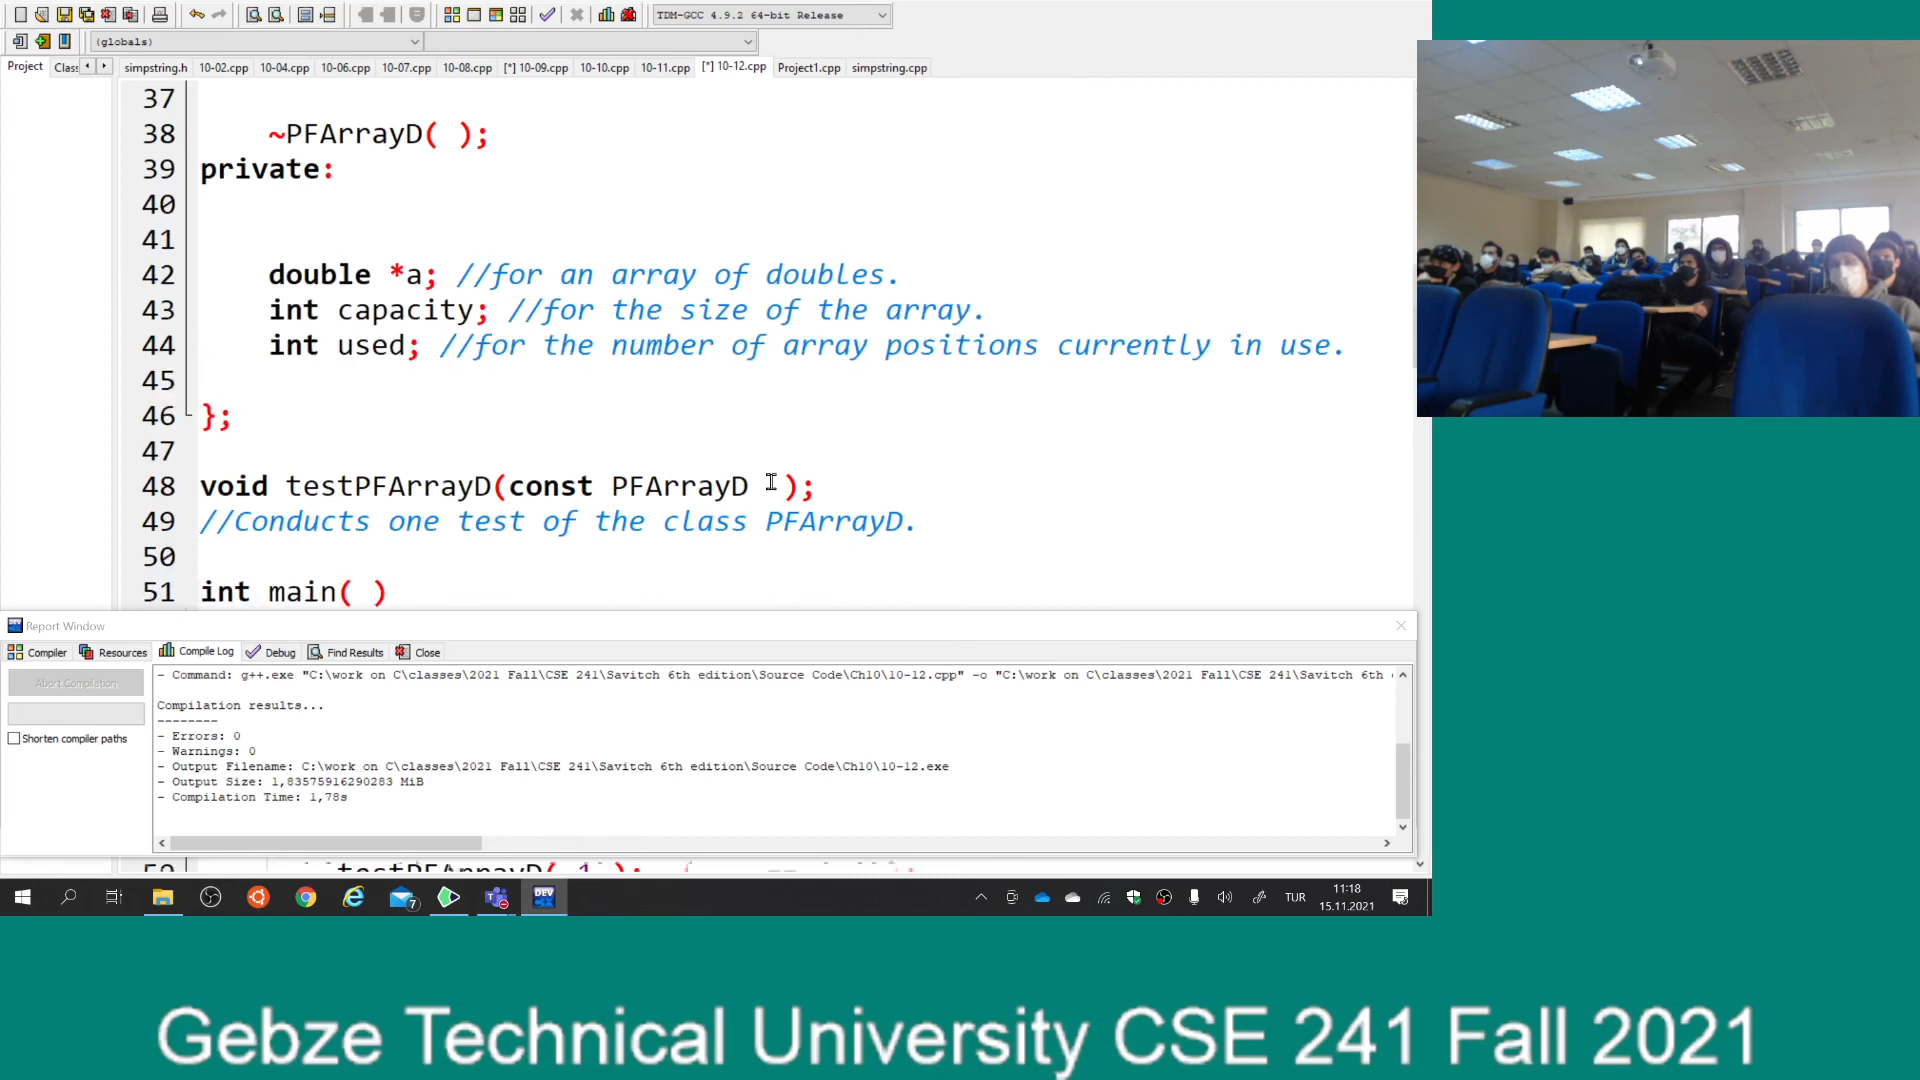 TDM-GCC 4.9.2 64-bit Release
(globals)
Project
Clas
simpstring.h
10-02.cpp
10-04.cpp
10-06.cpp
10-07.cpp
10-08.cpp
[*] 10-09.cpp
10-10.cpp
10-11.cpp
[*] 10-12.cpp
Project1.cpp
simpstring.cpp
37
38 ~PFArrayD( );
39 private:
40
41
42 double *a; //for an array of doubles.
43 int capacity; //for the size of the array.
44 int used; //for the number of array positions currently in use.
45
46 };
47
48 void testPFArrayD(const PFArrayD );
49 //Conducts one test of the class PFArrayD.
50
51 int main( )
Report Window
Compiler
Resources
Compile Log
Debug
Find Results
Close
Abort Compilation
Shorten compiler paths
- Command: g++.exe "C:\work on C\classes\2021 Fall\CSE 241\Savitch 6th edition\Source Code\Ch10\10-12.cpp" -o "C:\work on C\classes\2021 Fall\CSE 241\Savitch 6th
Compilation results...
--------
- Errors: 0
- Warnings: 0
- Output Filename: C:\work on C\classes\2021 Fall\CSE 241\Savitch 6th edition\Source Code\Ch10\10-12.exe
- Output Size: 1,83575916290283 MiB
- Compilation Time: 1,78s
7
DEV
TUR
11:18
15.11.2021
Gebze Technical University CSE 241 Fall 2021